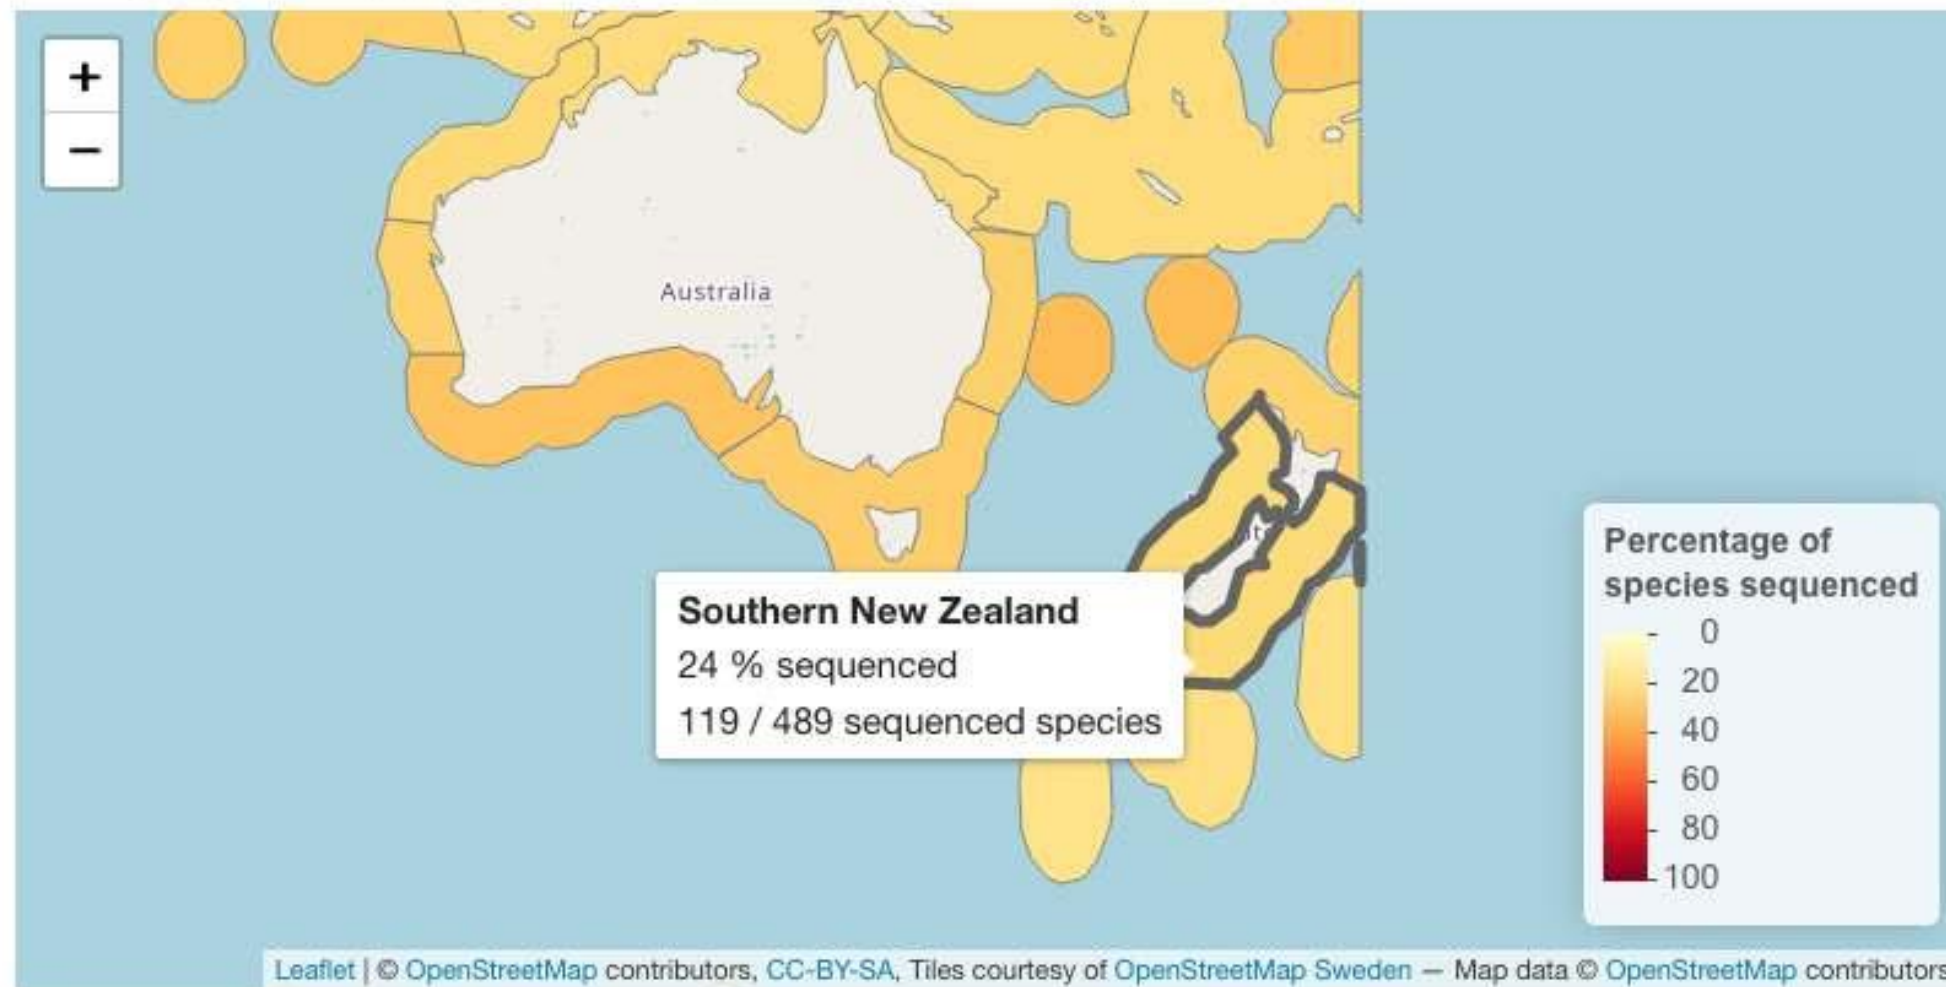 +
−
Australia
Southern New Zealand
24 % sequenced
119 / 489 sequenced species
Percentage of
species sequenced
0
20
40
60
80
100
Leaflet | © OpenStreetMap contributors, CC-BY-SA, Tiles courtesy of OpenStreetMap Sweden — Map data © OpenStreetMap contributors